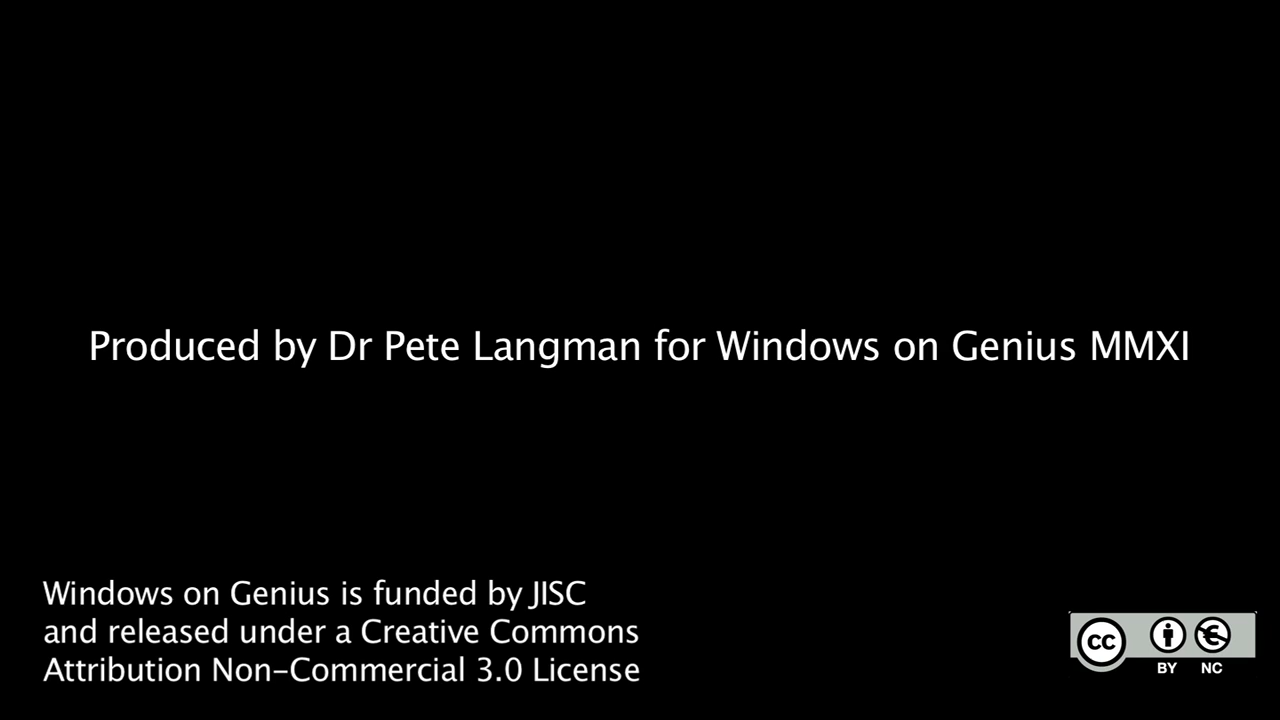 Produced by Dr Pete Langman for Windows on Genius MMXI
Windows on Genius is funded by JISC
and released under a Creative Commons
Attribution Non-Commercial 3.0 License
cc
BY NC